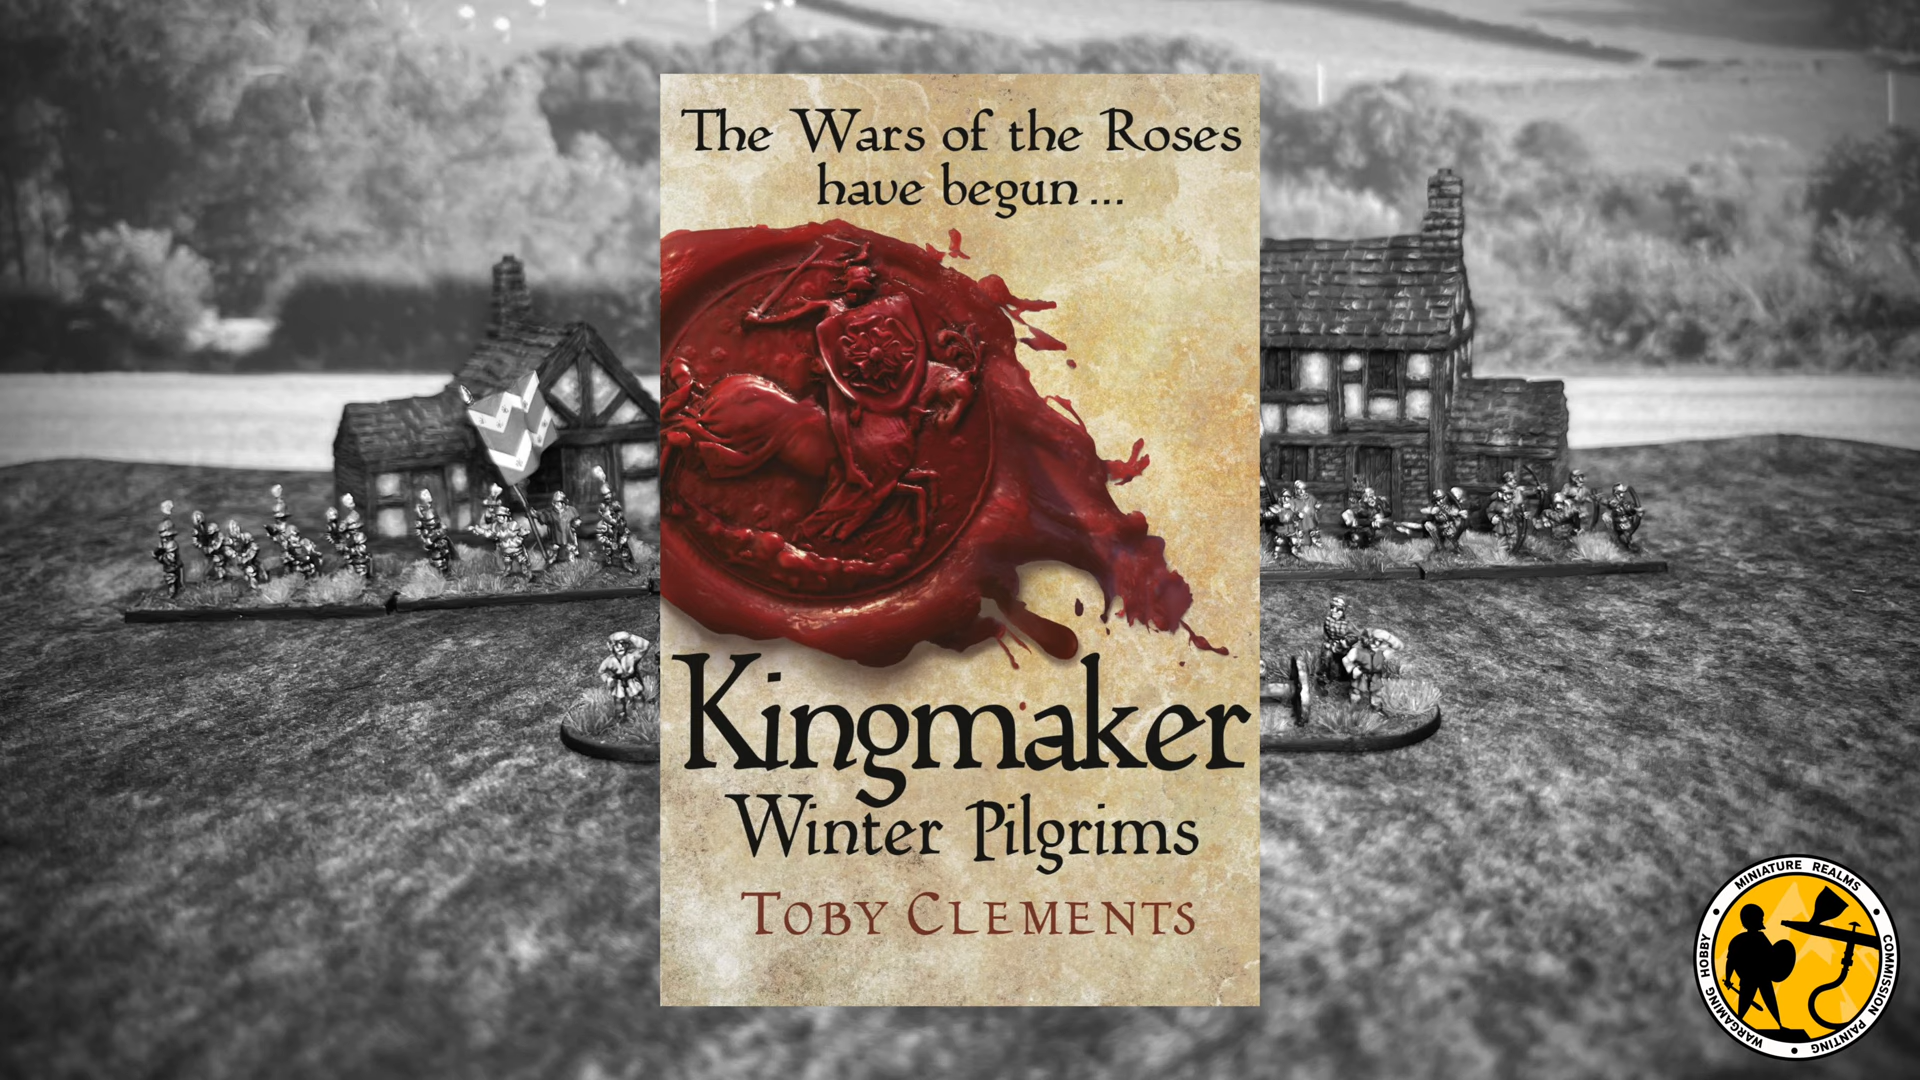 The Wars of the Roses
have begun ...
Kingmaker
Winter Pilgrims
TOBY CLEMENTS
MINIATURE REALMS
COMMISSION PAINTING
WARGAMING HOBBY